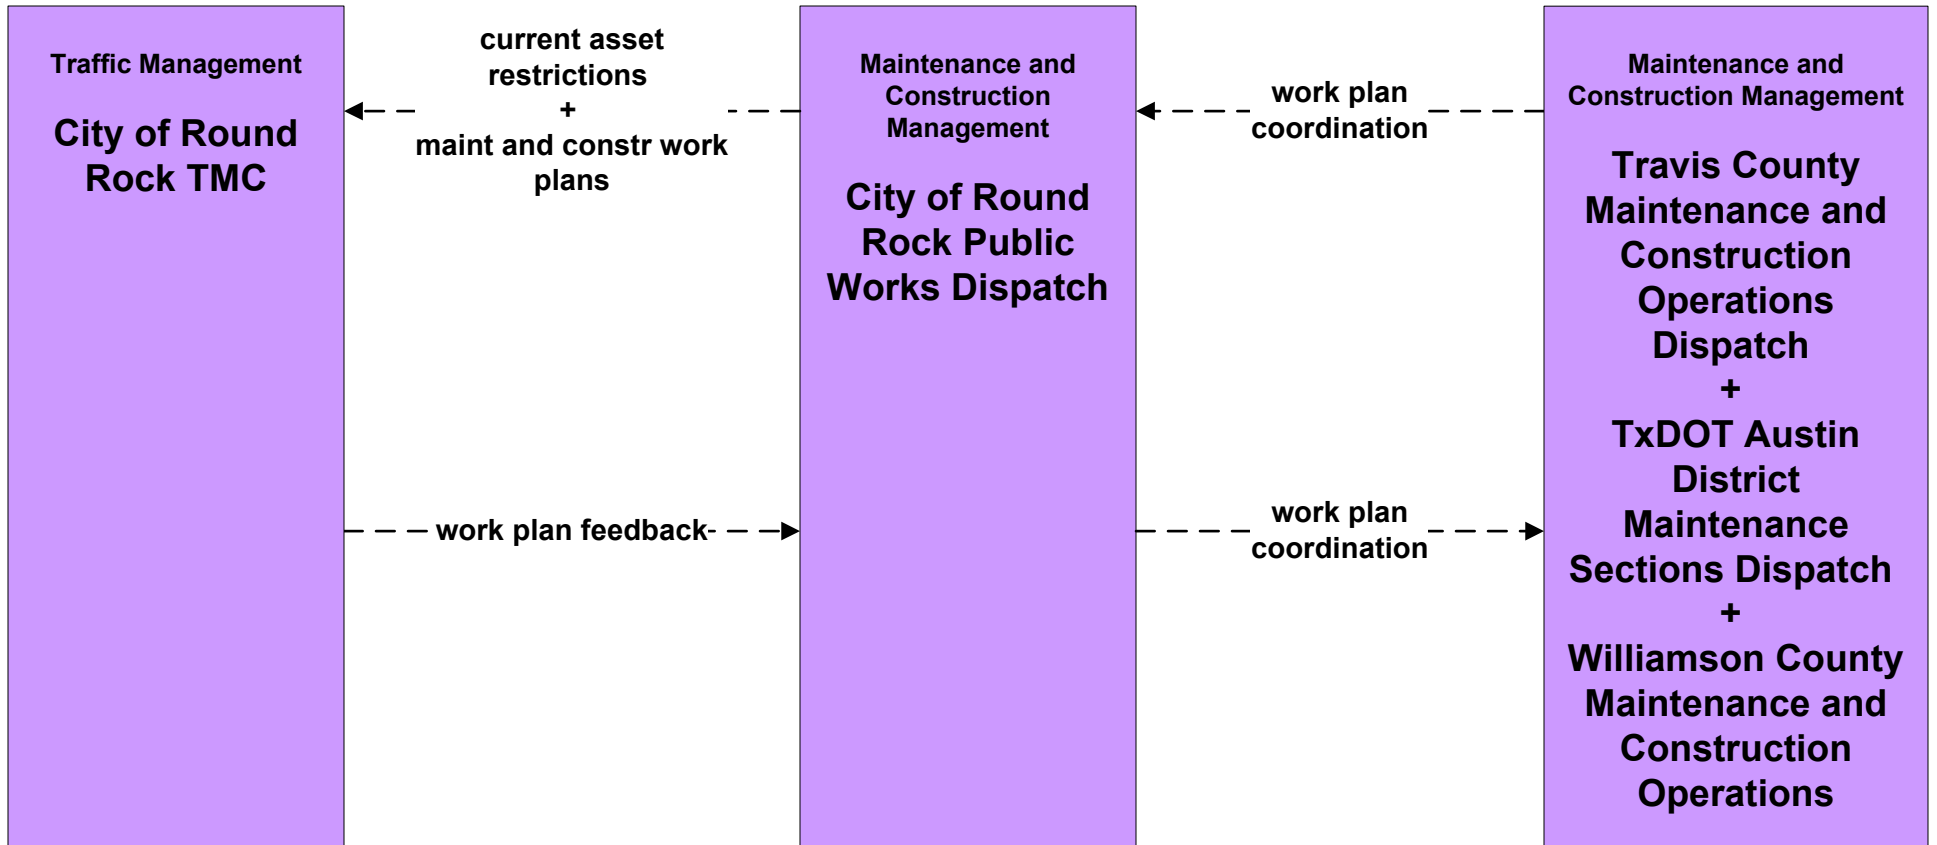 Traffic Management
City of Round
Rock TMC
current asset
restrictions
+
maint and constr work
plans
work plan feedback
Maintenance and
Construction
Management
City of Round
Rock Public
Works Dispatch
work plan
coordination
work plan
coordination
Maintenance and
Construction Management
Travis County
Maintenance and
Construction
Operations
Dispatch
+
TxDOT Austin
District
Maintenance
Sections Dispatch
+
Williamson County
Maintenance and
Construction
Operations